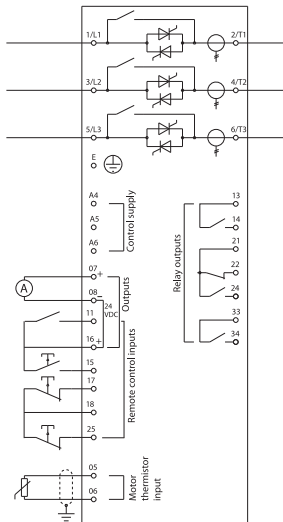 1/L1
2/T1
3/L2
4/T2
5/L3
6/T3
E
A4
A5
A6
Control supply
07
+
A
08
–
24
VDC
Outputs
11
16
+
15
17
18
25
Remote control inputs
05
06
Motor
thermistor
input
13
14
21
22
24
33
34
Relay outputs